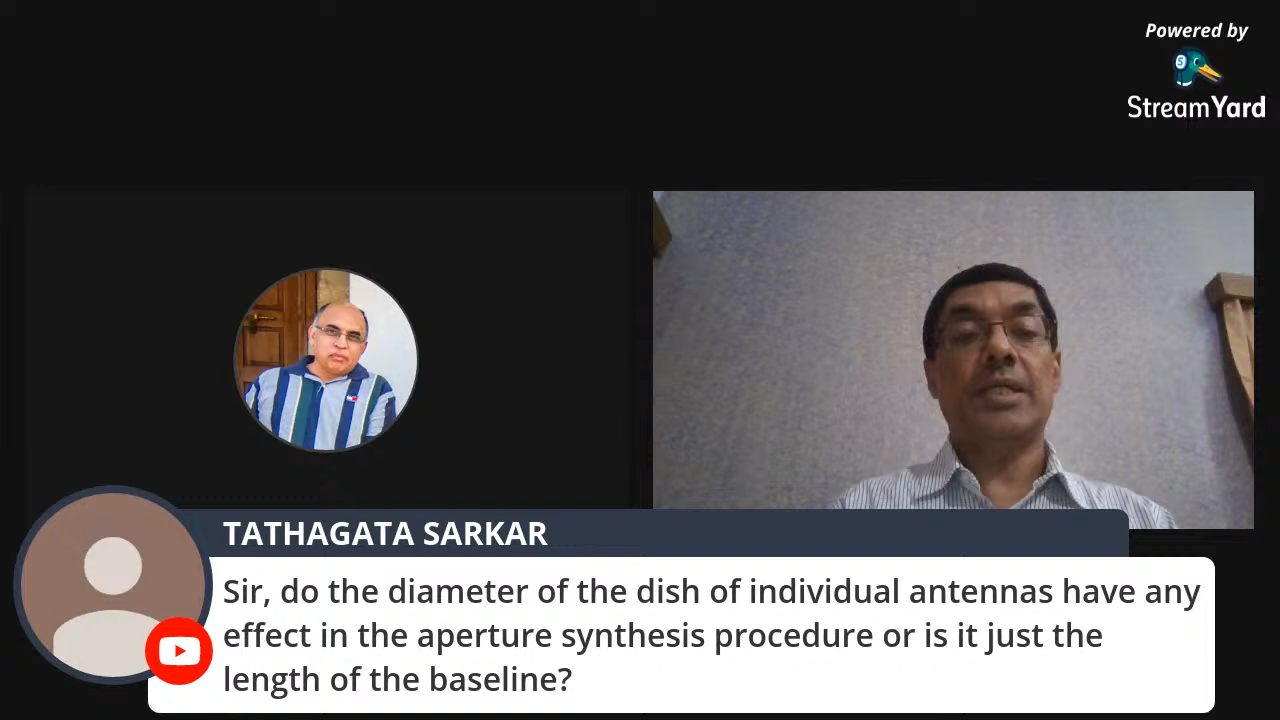 Powered by
StreamYard
TATHAGATA SARKAR
Sir, do the diameter of the dish of individual antennas have any
effect in the aperture synthesis procedure or is it just the
length of the baseline?